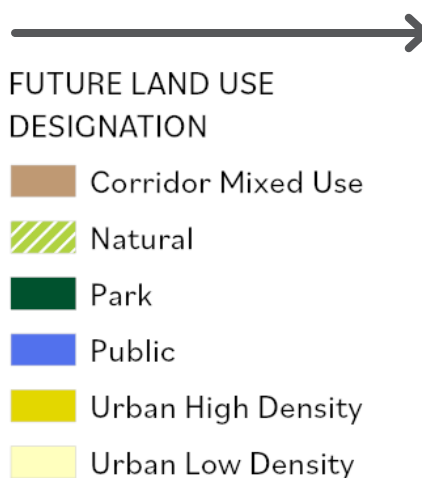 FUTURE LAND USE
DESIGNATION
Corridor Mixed Use
Natural
Park
Public
Urban High Density
Urban Low Density